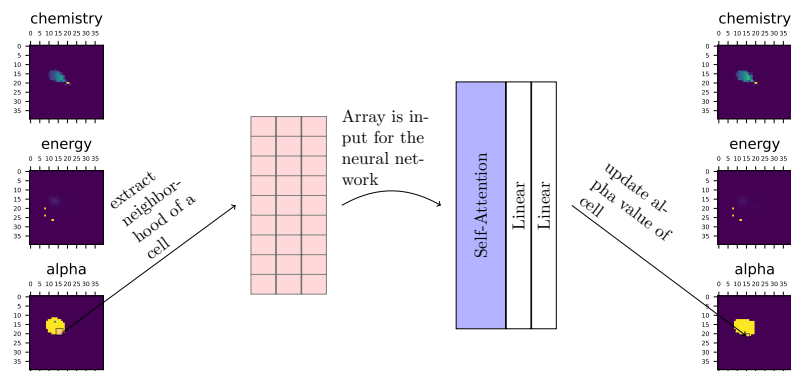 chemistry
0 5 10 15 20 25 30 35
0
5
10
15
20
25
30
35
energy
0 5 10 15 20 25 30 35
0
5
10
15
20
25
30
35
alpha
0 5 10 15 20 25 30 35
0
5
10
15
20
25
30
35
extract
neighbor-
hood of a
cell
Array is in-
put for the
neural net-
work
Self-Attention
Linear
Linear
update al-
pha value of
cell
chemistry
0 5 10 15 20 25 30 35
0
5
10
15
20
25
30
35
energy
0 5 10 15 20 25 30 35
0
5
10
15
20
25
30
35
alpha
0 5 10 15 20 25 30 35
0
5
10
15
20
25
30
35